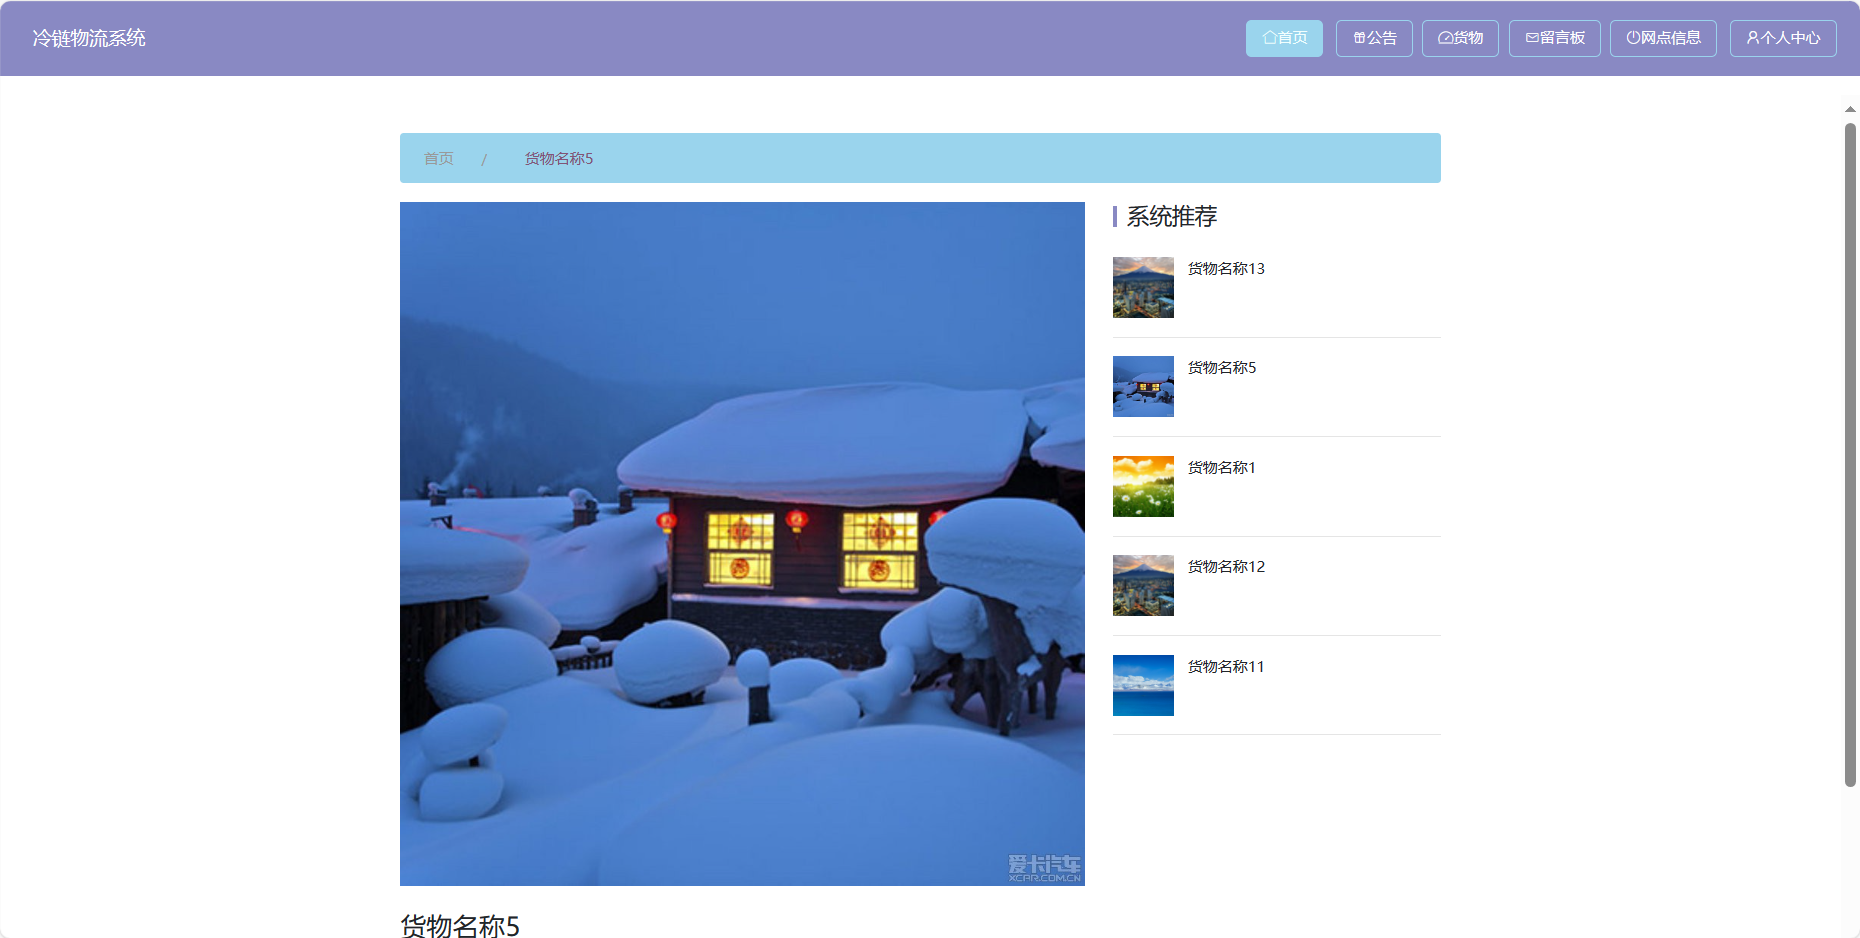 冷链物流系统
首页 公告 货物 留言板 网点信息 个人中心
首页 / 货物名称5
系统推荐
货物名称13
货物名称5
货物名称1
货物名称12
货物名称11
爱卡汽车
XCAR.COM.CN
货物名称5